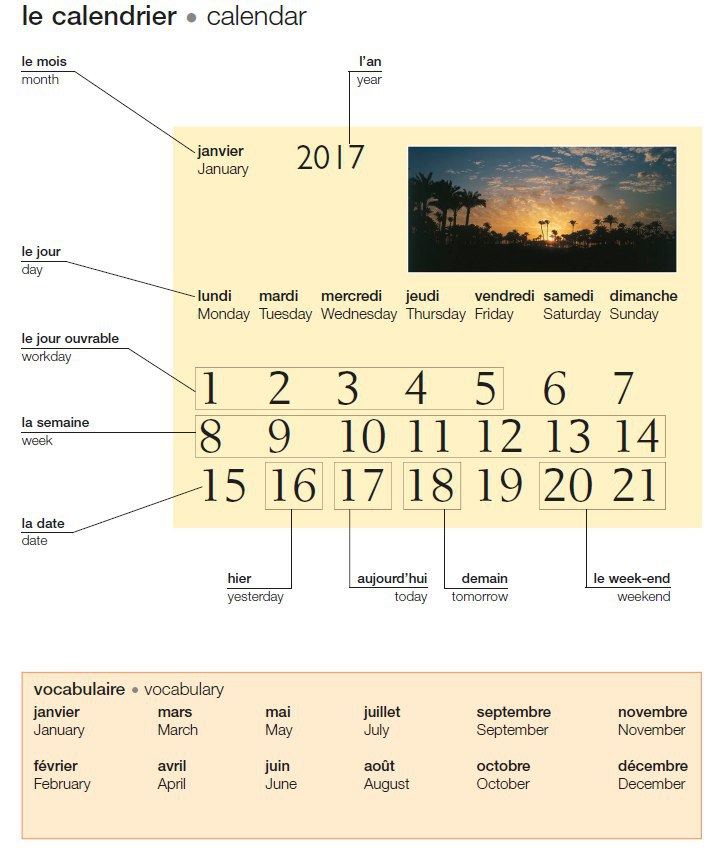 le calendrier • calendar
le mois
month
l'an
year
janvier
January
2017
le jour
day
lundi mardi mercredi jeudi vendredi samedi dimanche
Monday Tuesday Wednesday Thursday Friday Saturday Sunday
le jour ouvrable
workday
1 2 3 4 5 6 7
la semaine
week
8 9 10 11 12 13 14
15 16 17 18 19 20 21
la date
date
hier aujourd'hui demain le week-end
yesterday today tomorrow weekend
vocabulaire • vocabulary
janvier mars mai juillet septembre novembre
January March May July September November
février avril juin août octobre décembre
February April June August October December